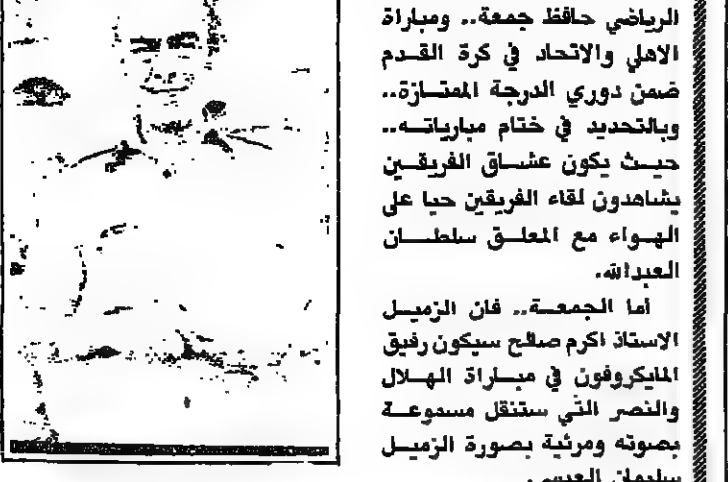 الرياضي حافظ جمعة.. ومباراة
الاهلي والاتحاد في كرة القدم
ضمن دوري الدرجة الممتازة..
وبالتحديد في ختام مبارياته..
حيث يكون عشاق الفريقين
يشاهدون لقاء الفريقين حيا على
الهواء مع المعلق سلطان
العبدالله.
أما الجمعة.. فان الزميل
الاستاذ اكرم صالح سيكون رفيق
المايكروفون في مباراة الهلال
والنصر التي ستنقل مسموعة
بصوته ومرئية بصورة الزميل
سليمان العيسى.